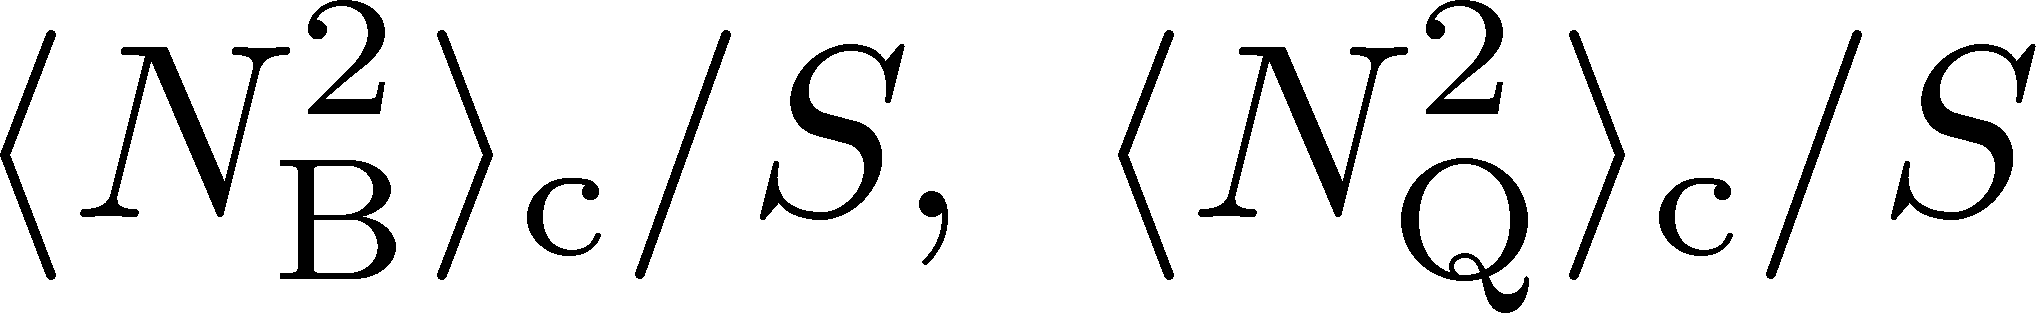 ⟨N_B^2⟩_c/S, ⟨N_Q^2⟩_c/S